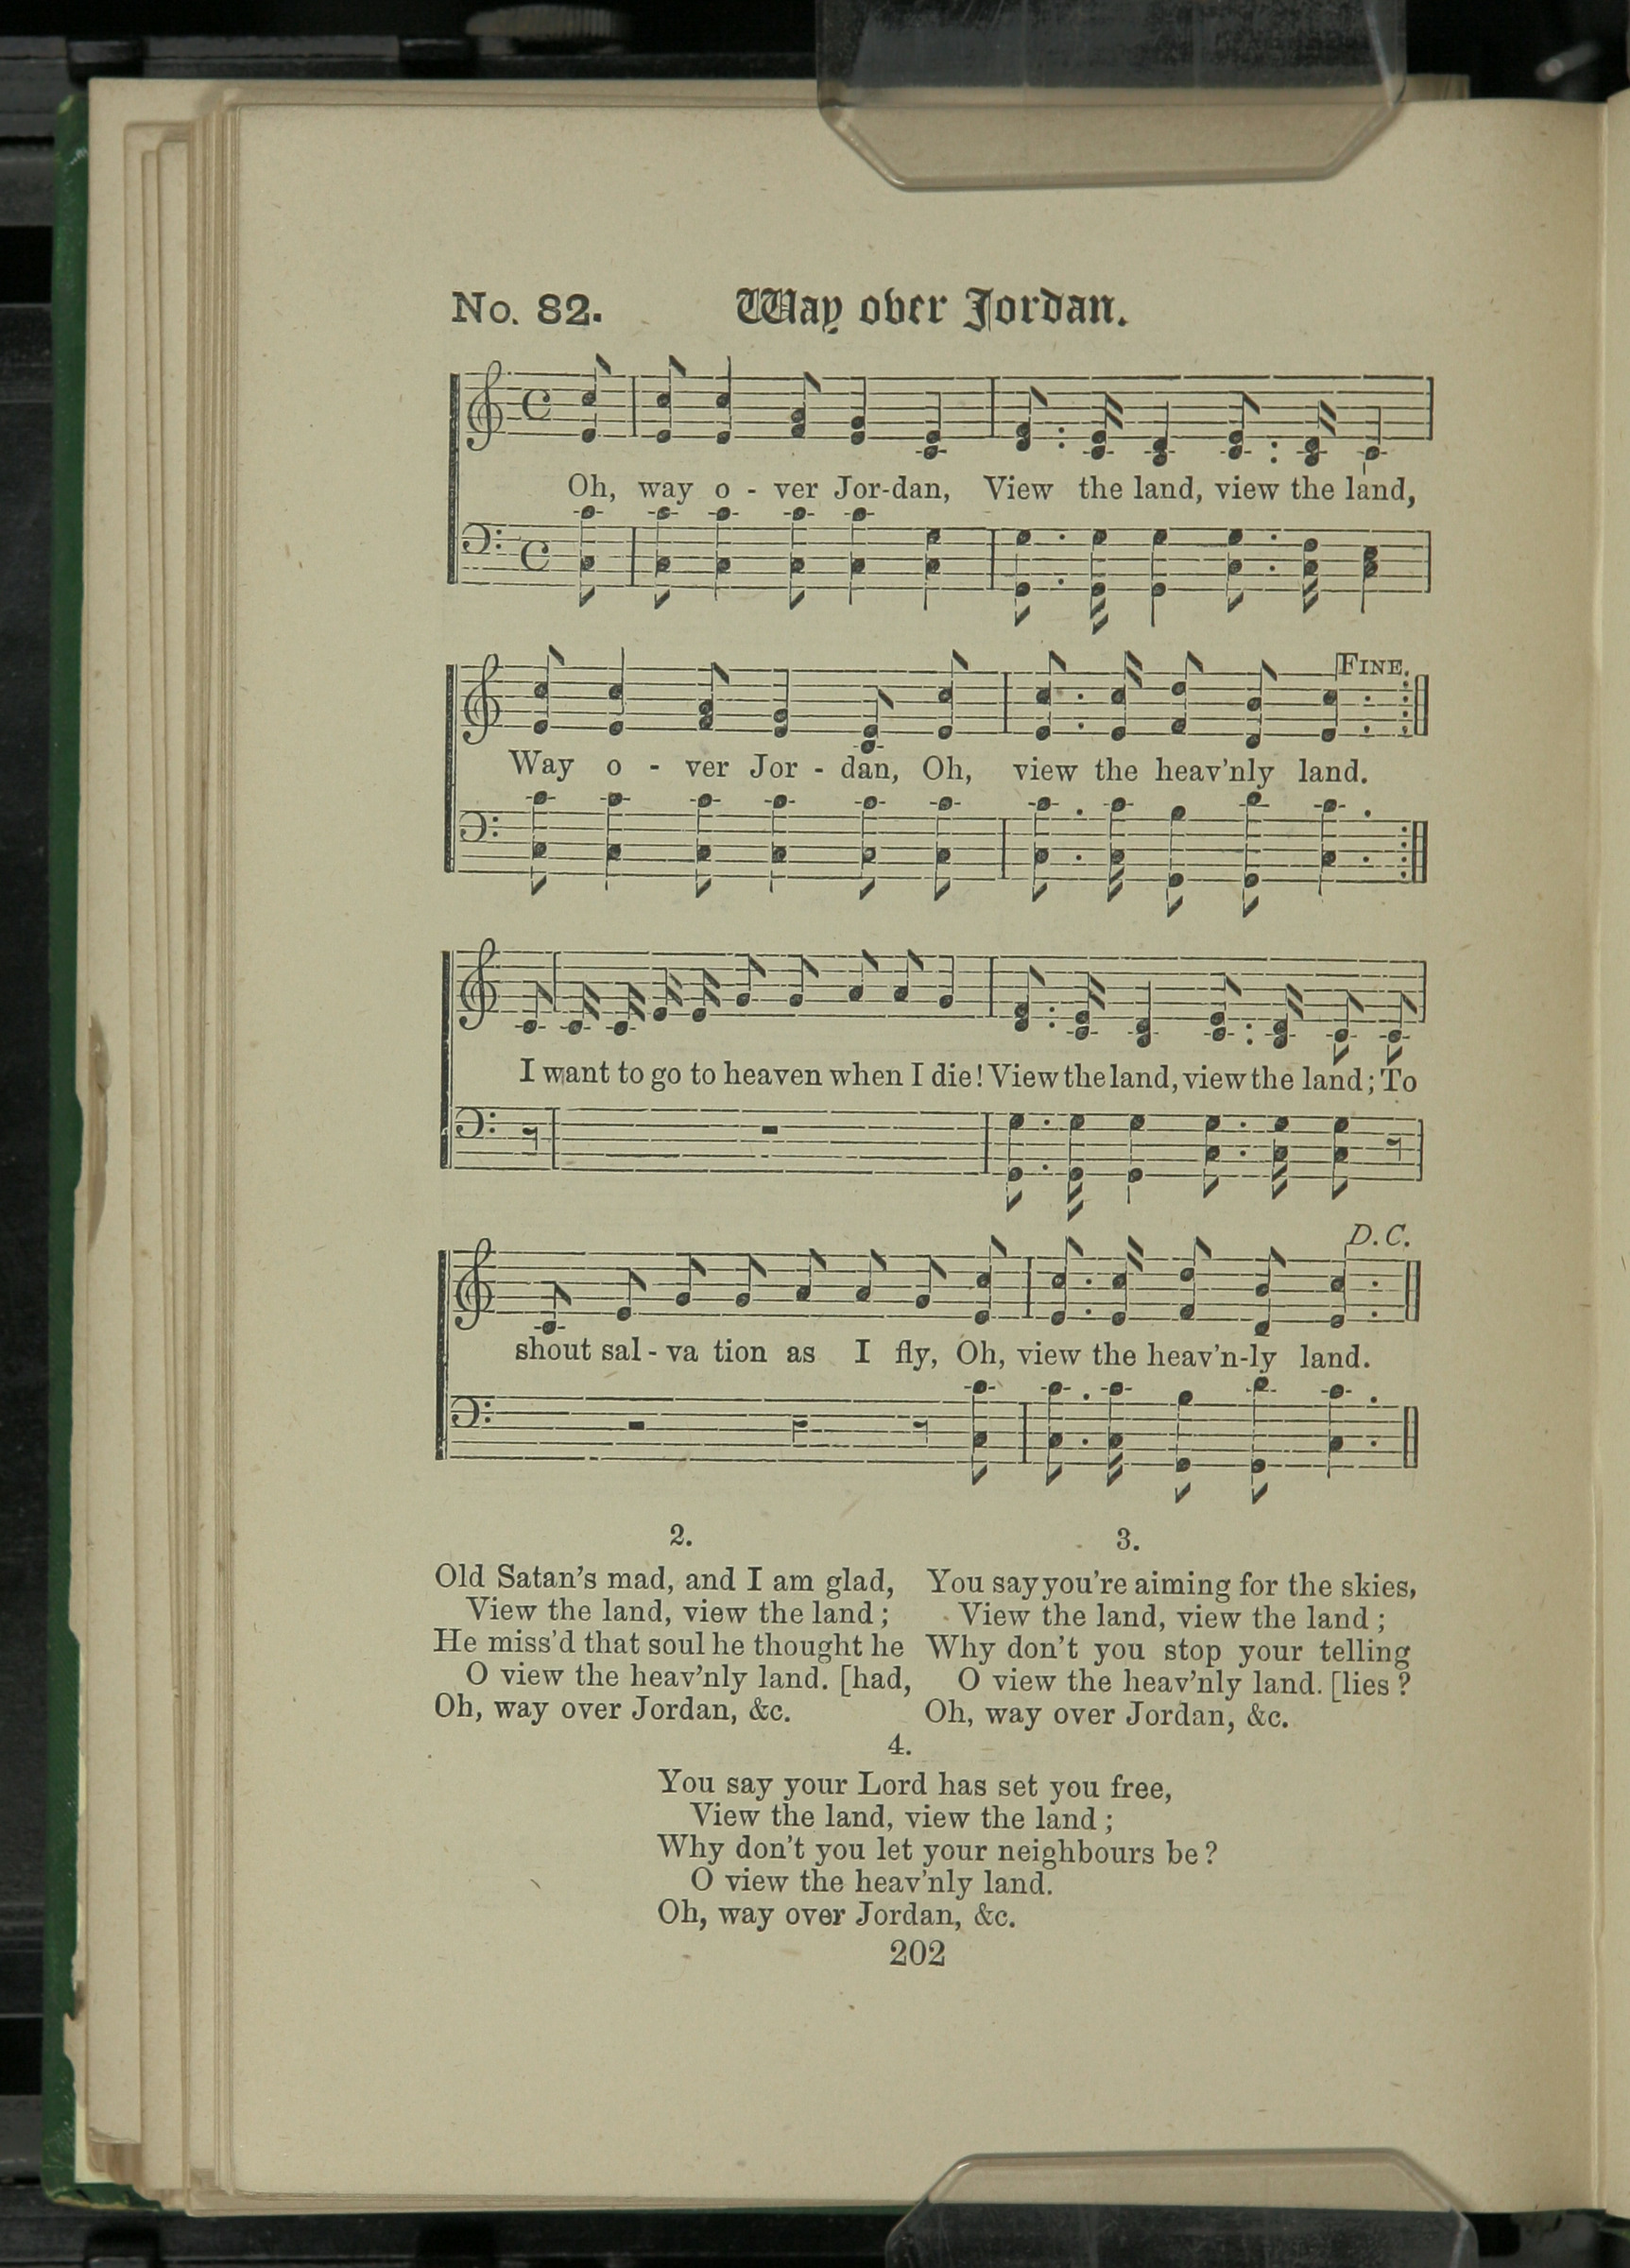 No. 82. Way over Jordan.
Oh, way o - ver Jor-dan, View the land, view the land,
FINE.
Way o - ver Jor - dan, Oh, view the heav'nly land.
I want to go to heaven when I die! View the land, view the land; To
D. C.
shout sal - va tion as I fly, Oh, view the heav'n-ly land.
2.
Old Satan's mad, and I am glad,
View the land, view the land;
He miss'd that soul he thought he
O view the heav'nly land. [had,
Oh, way over Jordan, &c.
3.
You say you're aiming for the skies,
View the land, view the land;
Why don't you stop your telling
O view the heav'nly land. [lies?
Oh, way over Jordan, &c.
4.
You say your Lord has set you free,
View the land, view the land;
Why don't you let your neighbours be?
O view the heav'nly land.
Oh, way over Jordan, &c.
202